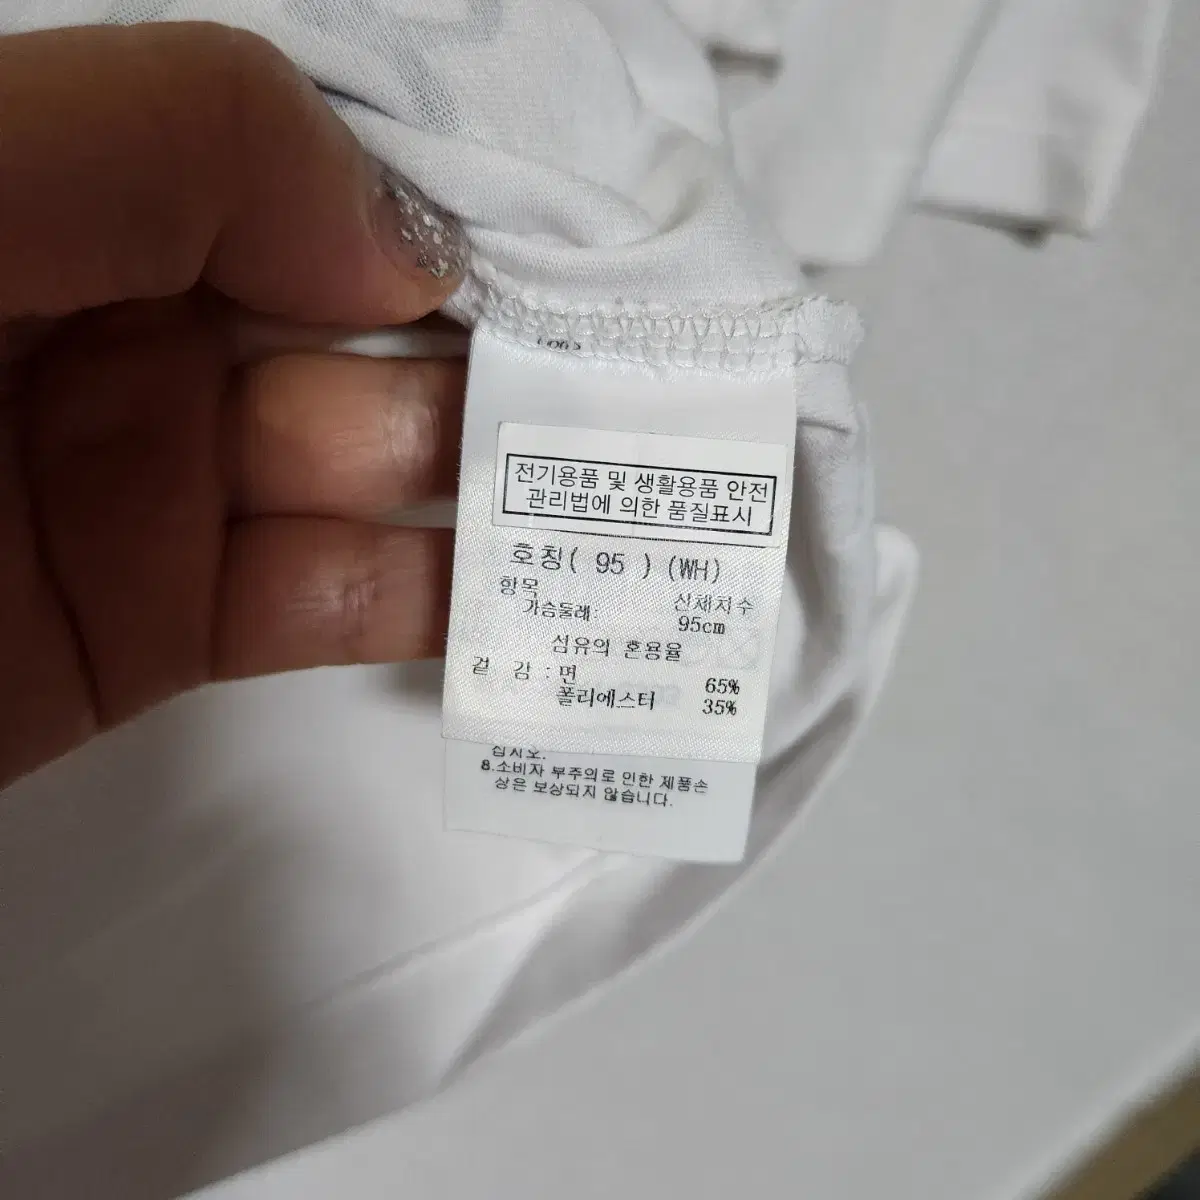 전기용품 및 생활용품 안전
관리법에 의한 품질표시
호칭( 95 ) (WH)
항목 신체치수
가슴둘레 95cm
섬유의 혼용율
겉 감 : 면 65%
폴리에스터 35%
십시오.
8.소비자 부주의로 인한 제품손
상은 보상되지 않습니다.